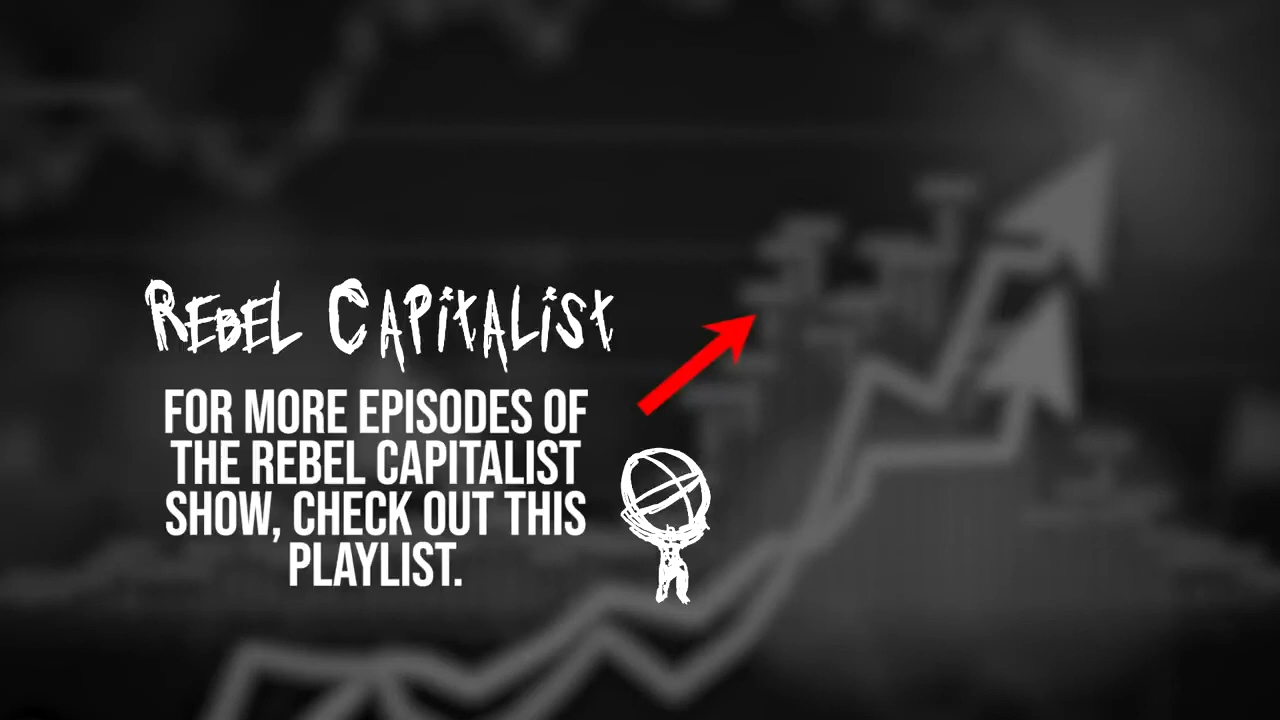 REBEL CAPitALiSt
FOR MORE EPISODES OF
THE REBEL CAPITALIST
SHOW, CHECK OUT THIS
PLAYLIST.